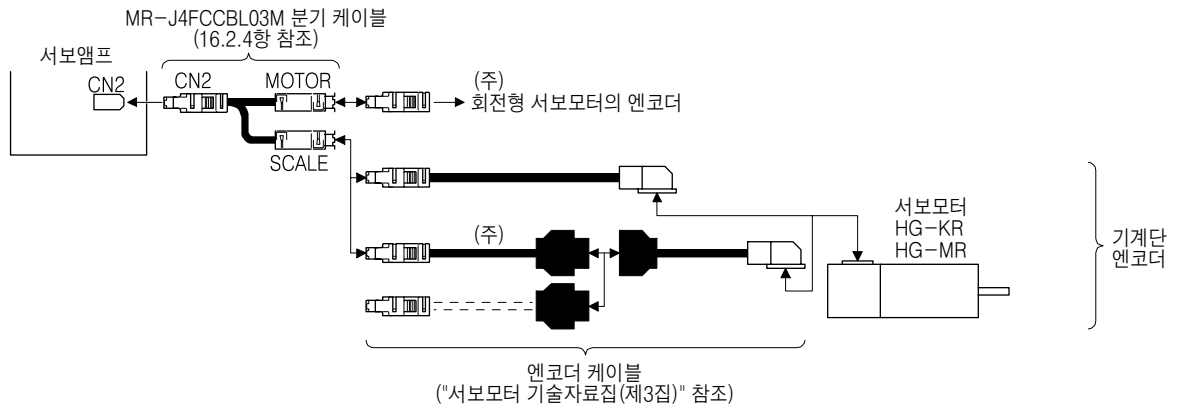 MR-J4FCCBL03M 분기 케이블
(16.2.4항 참조)
서보앰프
CN2
CN2
MOTOR
(주)
회전형 서보모터의 엔코더
SCALE
(주)
서보모터
HG-KR
HG-MR
기계단
엔코더
엔코더 케이블
("서보모터 기술자료집(제3집)" 참조)